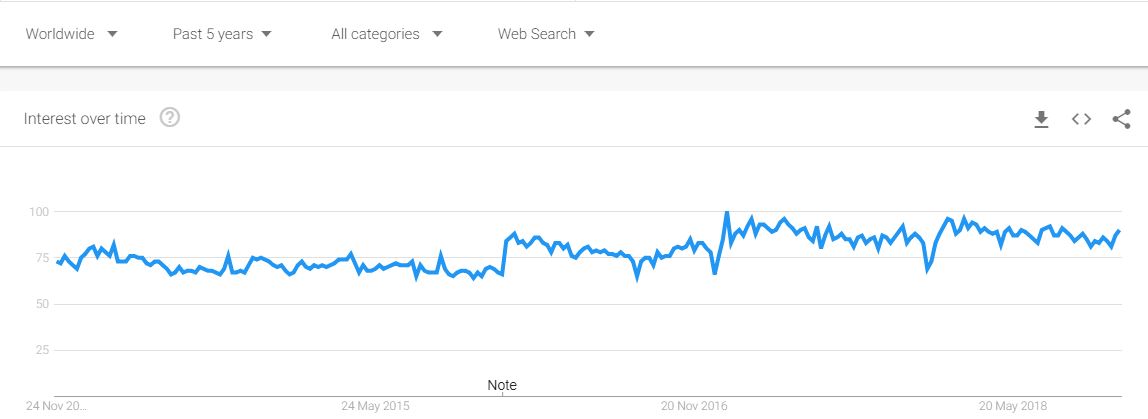 Worldwide Past 5 years All categories Web Search
Interest over time ?
100
75
50
25
Note
24 Nov 20... 24 May 2015 20 Nov 2016 20 May 2018